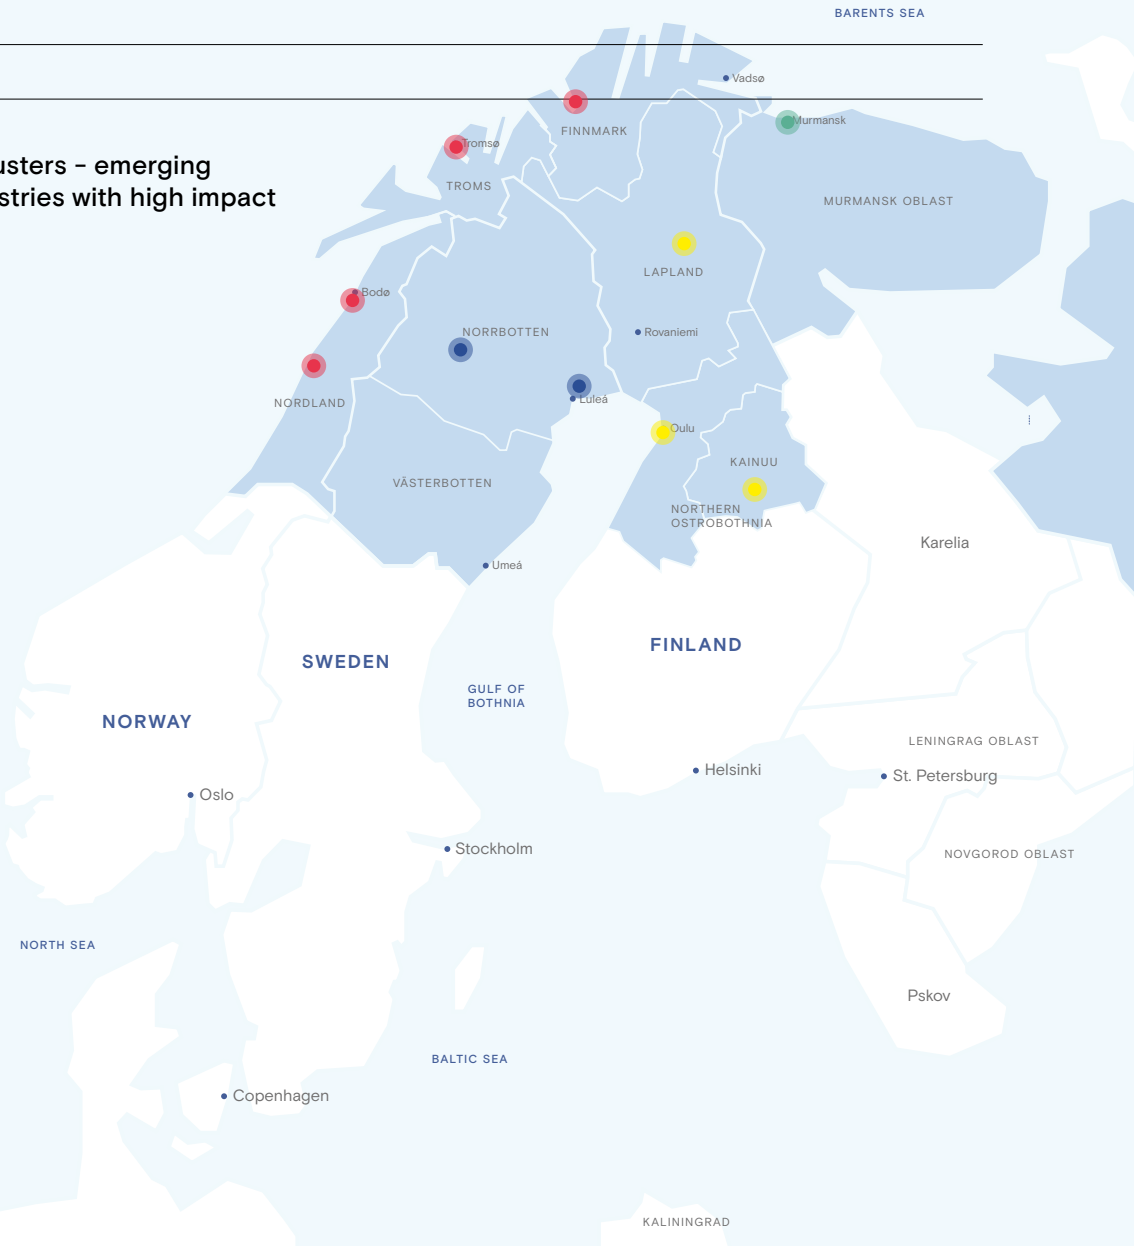 BARENTS SEA
Vadsø
Murmansk
FINNMARK
Tromsø
usters – emerging
stries with high impact
TROMS
MURMANSK OBLAST
LAPLAND
Bodø
NORRBOTTEN
Rovaniemi
NORDLAND
Luleå
Oulu
KAINUU
VÄSTERBOTTEN
NORTHERN
OSTROBOTHNIA
Karelia
Umeå
FINLAND
SWEDEN
GULF OF
BOTHNIA
NORWAY
LENINGRAG OBLAST
Helsinki
St. Petersburg
Oslo
Stockholm
NOVGOROD OBLAST
NORTH SEA
Pskov
BALTIC SEA
Copenhagen
KALININGRAD